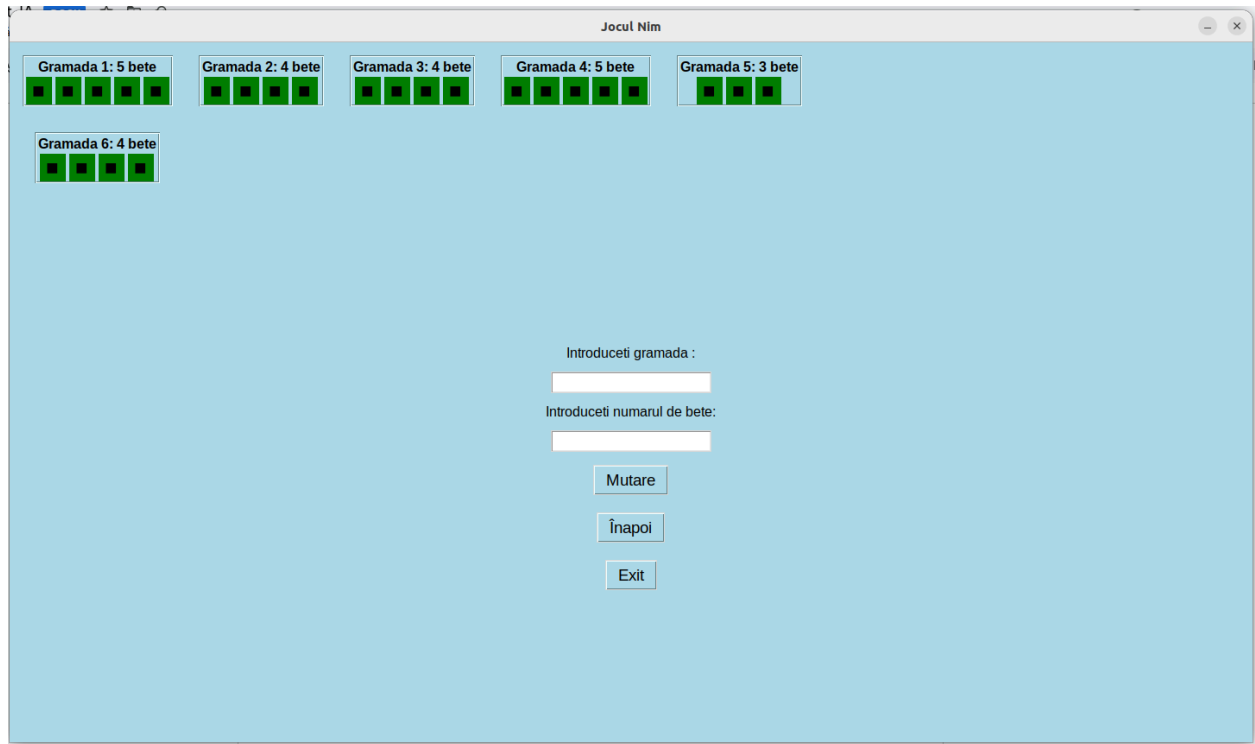 Jocul Nim
Gramada 1: 5 bete
Gramada 2: 4 bete
Gramada 3: 4 bete
Gramada 4: 5 bete
Gramada 5: 3 bete
Gramada 6: 4 bete
Introduceti gramada :
Introduceti numarul de bete:
Mutare
Înapoi
Exit